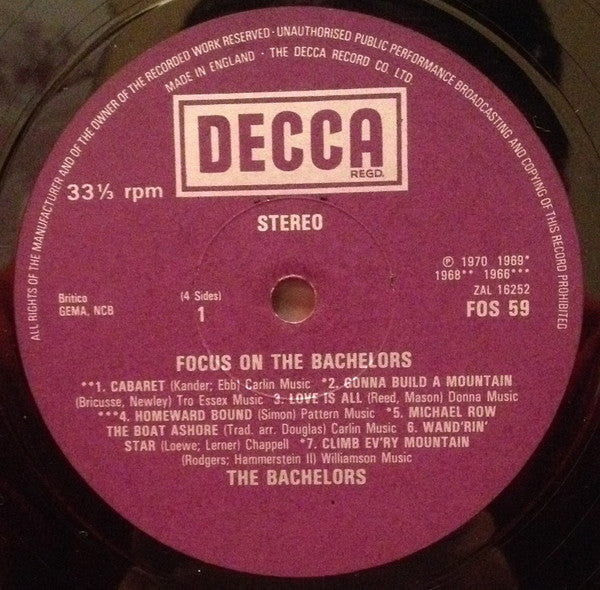 ALL RIGHTS OF THE MANUFACTURER AND OF THE OWNER OF THE RECORDED WORK RESERVED · UNAUTHORISED PUBLIC PERFORMANCE BROADCASTING AND COPYING OF THIS RECORD PROHIBITED
MADE IN ENGLAND · THE DECCA RECORD CO. LTD.
DECCA
REGD.
33⅓ rpm
STEREO
℗ 1970 1969*
1968** 1966***
ZAL 16252
FOS 59
Britico
GEMA, NCB
(4 Sides)
1
FOCUS ON THE BACHELORS
**1. CABARET (Kander; Ebb) Carlin Music *2. GONNA BUILD A MOUNTAIN
(Bricusse, Newley) Tro Essex Music 3. LOVE IS ALL (Reed, Mason) Donna Music
***4. HOMEWARD BOUND (Simon) Pattern Music *5. MICHAEL ROW
THE BOAT ASHORE (Trad. arr. Douglas) Carlin Music 6. WAND'RIN'
STAR (Loewe; Lerner) Chappell *7. CLIMB EV'RY MOUNTAIN
(Rodgers; Hammerstein II) Williamson Music
THE BACHELORS